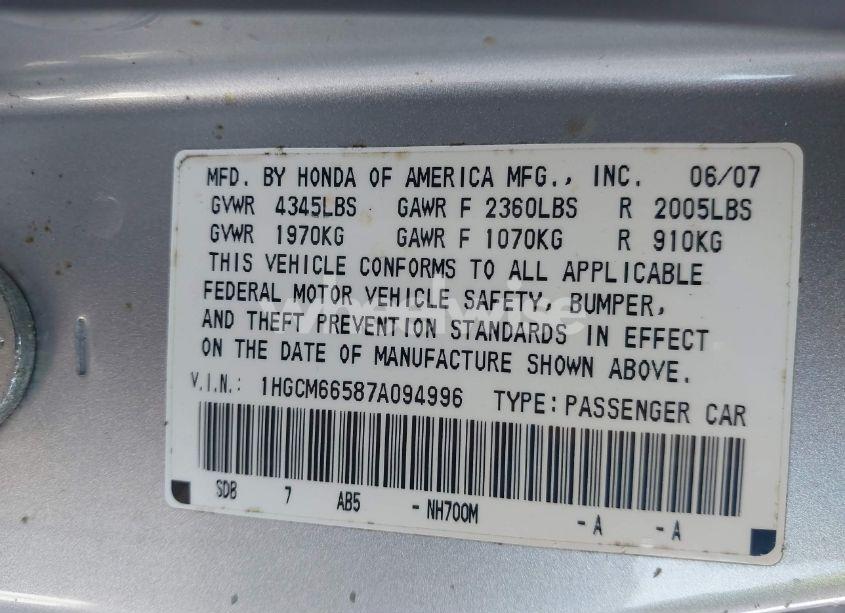 MFD. BY HONDA OF AMERICA MFG., INC. 06/07
GVWR 4345LBS GAWR F 2360LBS R 2005LBS
GVWR 1970KG GAWR F 1070KG R 910KG
THIS VEHICLE CONFORMS TO ALL APPLICABLE
FEDERAL MOTOR VEHICLE SAFETY, BUMPER,
AND THEFT PREVENTION STANDARDS IN EFFECT
ON THE DATE OF MANUFACTURE SHOWN ABOVE.
V.I.N.: 1HGCM66587A094996 TYPE: PASSENGER CAR
SDB 7 AB5 - NH700M - A - A
wheelwise